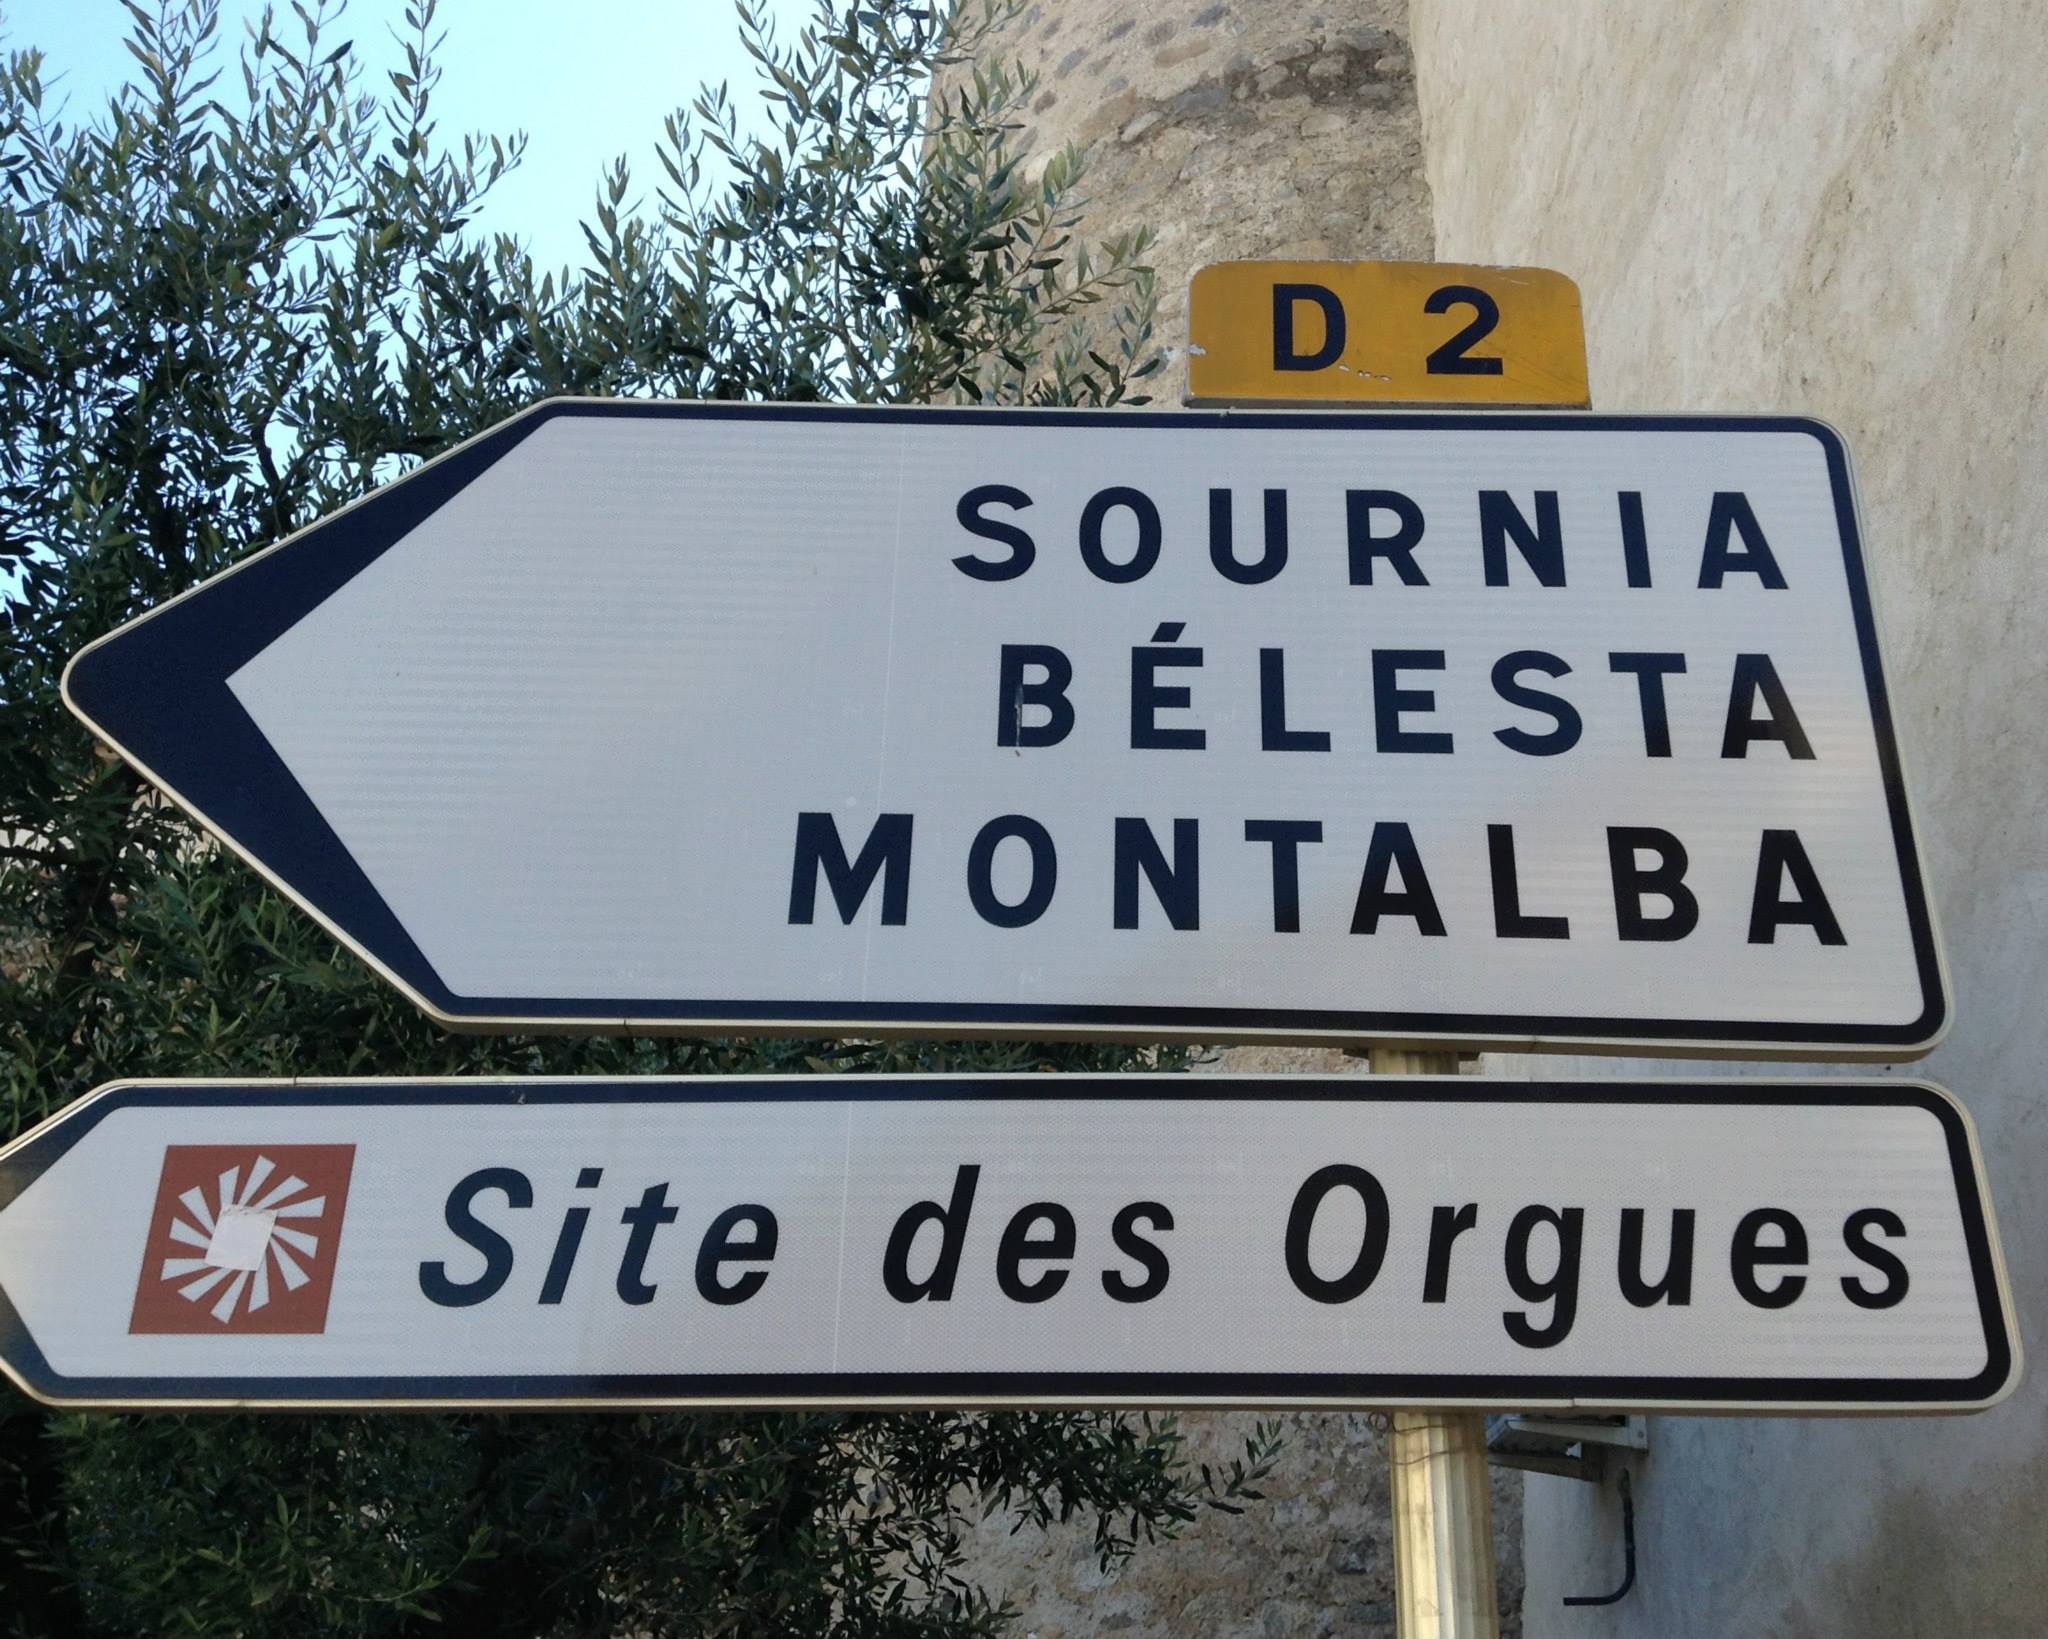 D 2
SOURNIA
BÉLESTA
MONTALBA
Site des Orgues